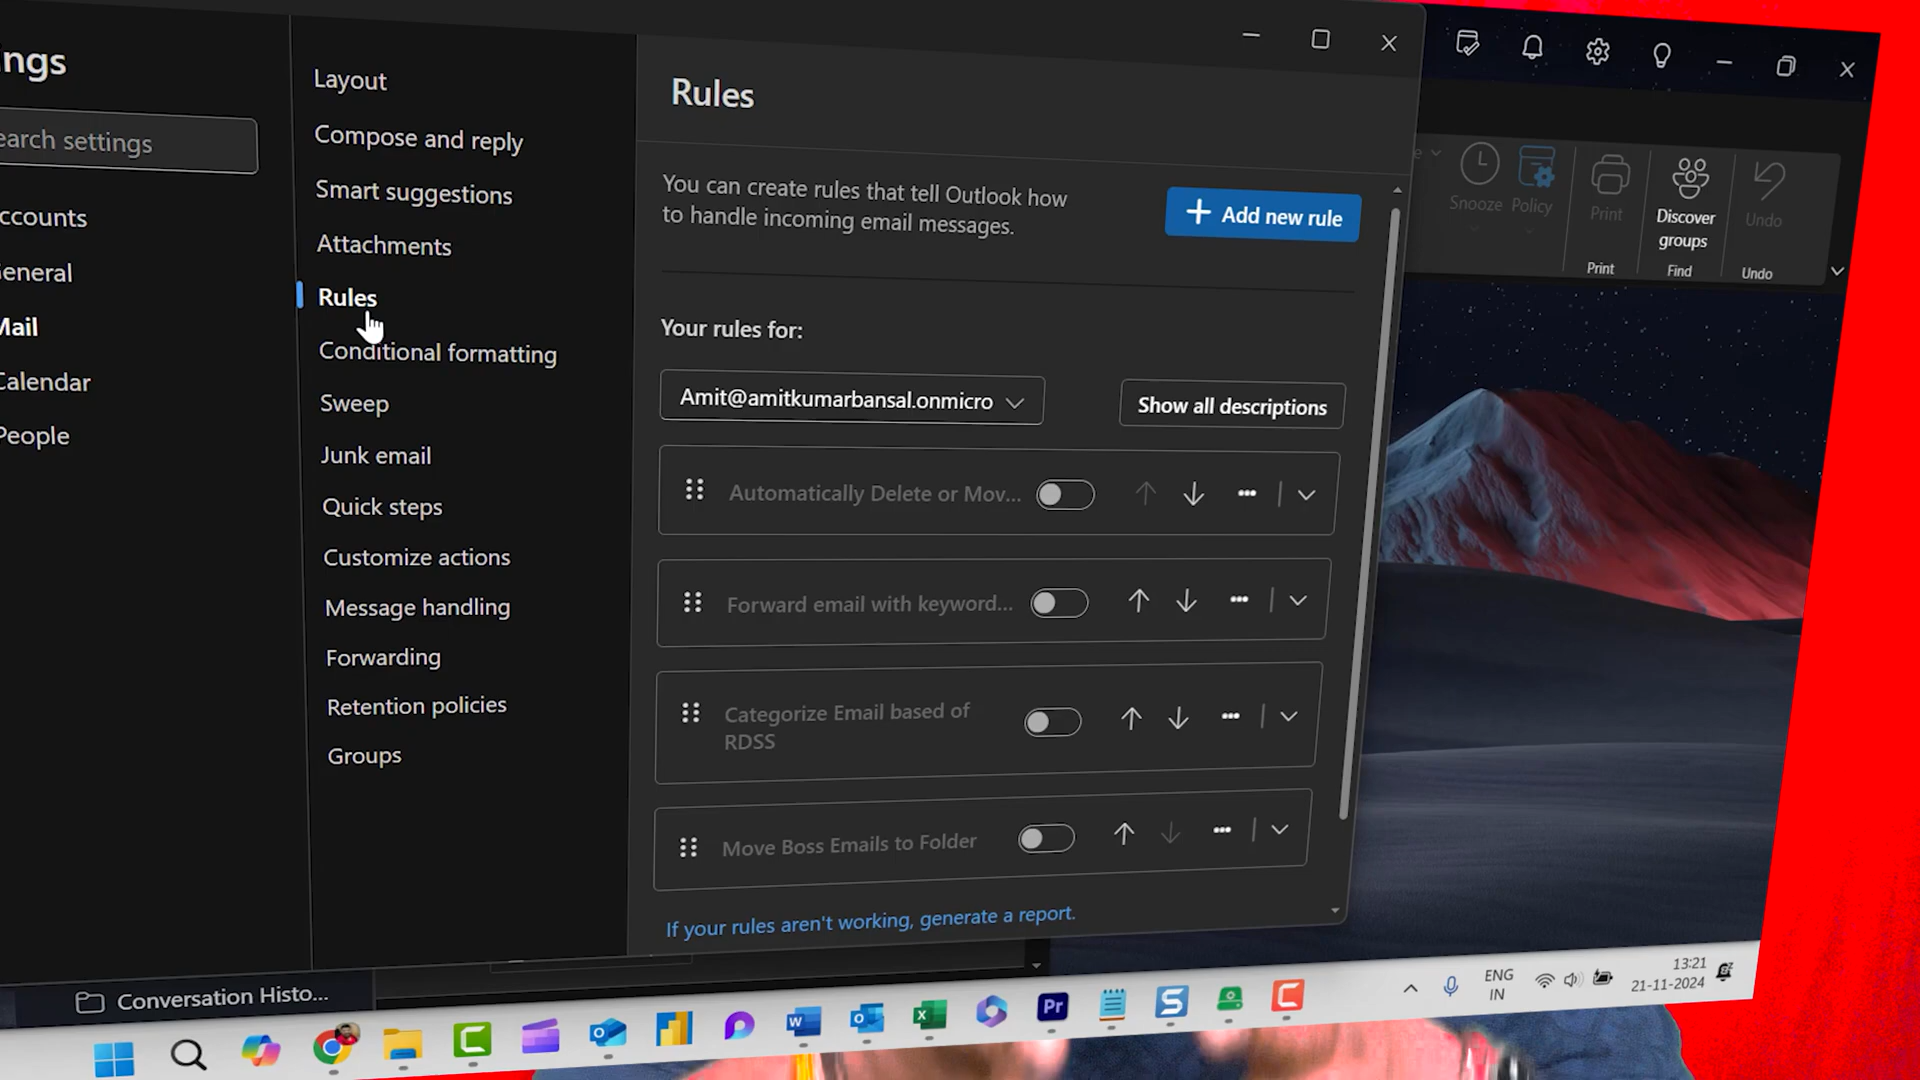 ngs
earch settings
ccounts
eneral
Mail
Calendar
People
Layout
Compose and reply
Smart suggestions
Attachments
Rules
Conditional formatting
Sweep
Junk email
Quick steps
Customize actions
Message handling
Forwarding
Retention policies
Groups
Rules
You can create rules that tell Outlook how
to handle incoming email messages.
Add new rule
Your rules for:
Amit@amitkumarbansal.onmicro
Show all descriptions
Automatically Delete or Mov...
Forward email with keyword...
Categorize Email based of
RDSS
Move Boss Emails to Folder
If your rules aren't working, generate a report.
e
Snooze
Policy
Print
Discover
groups
Undo
Print
Find
Undo
Conversation Histo...
W
Pr
S
ENG
IN
13:21
21-11-2024